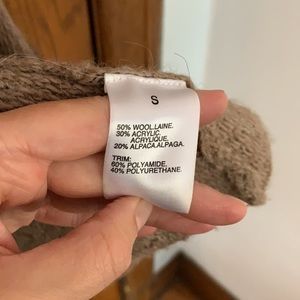 S
50% WOOL.LAINE.
30% ACRYLIC.
ACRYLIQUE.
20% ALPACA.ALPAGA.
TRIM:
60% POLYAMIDE.
40% POLYURETHANE.